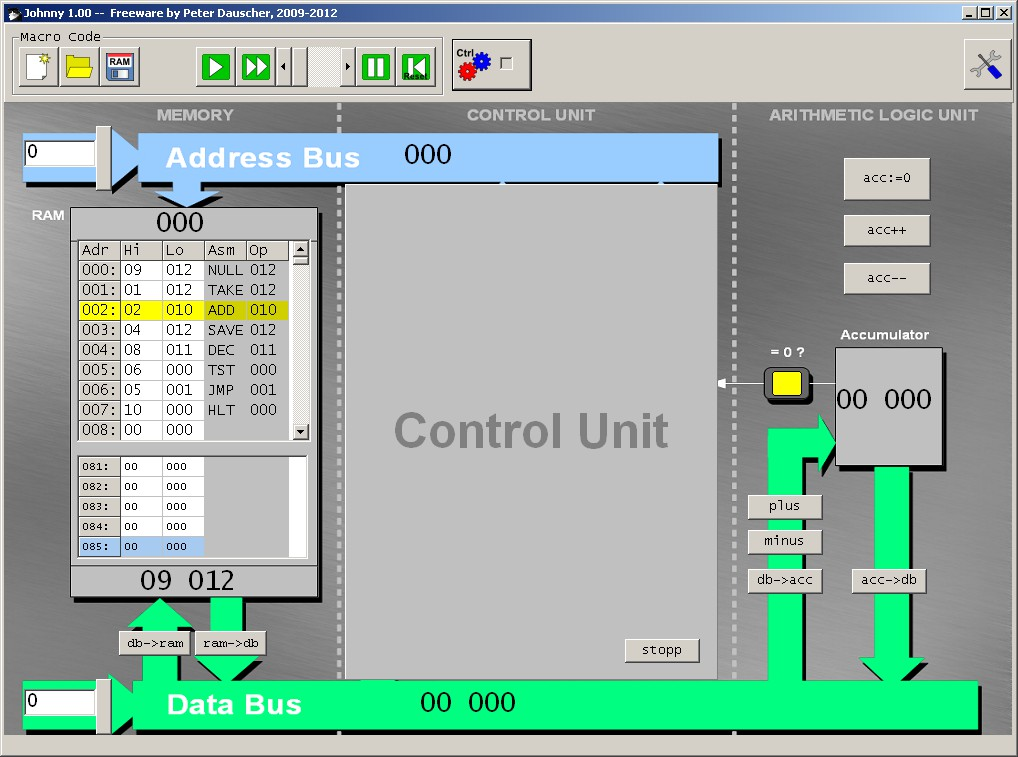 Johnny 1.00 -- Freeware by Peter Dauscher, 2009-2012
Macro Code
RAM
Reset
Ctrl
MEMORY
CONTROL UNIT
ARITHMETIC LOGIC UNIT
0
Address Bus 000
acc:=0
RAM
000
acc++
Adr Hi Lo Asm Op
000: 09 012 NULL 012
acc--
001: 01 012 TAKE 012
002: 02 010 ADD 010
003: 04 012 SAVE 012
Accumulator
004: 08 011 DEC 011
= 0 ?
005: 06 000 TST 000
006: 05 001 JMP 001
00 000
007: 10 000 HLT 000
008: 00 000
Control Unit
081: 00 000
082: 00 000
083: 00 000
plus
084: 00 000
minus
085: 00 000
09 012
db->acc
acc->db
db->ram
ram->db
stopp
0
Data Bus 00 000